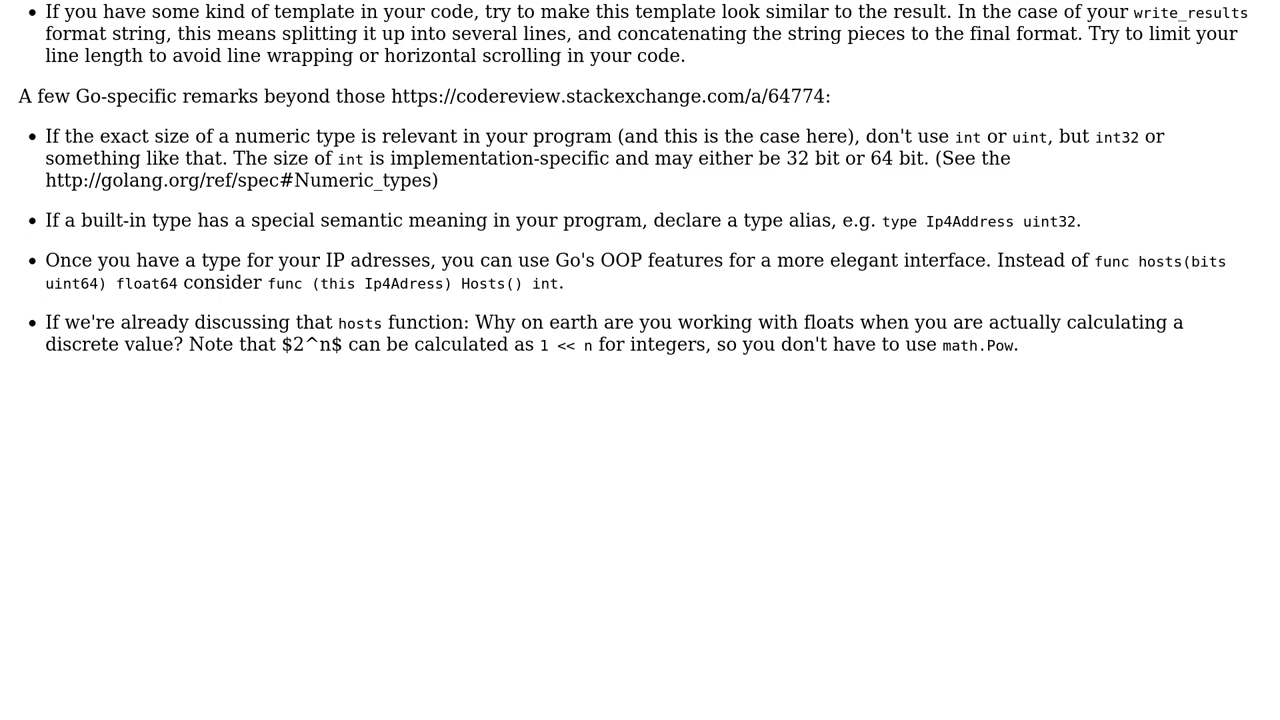 • If you have some kind of template in your code, try to make this template look similar to the result. In the case of your write_results
format string, this means splitting it up into several lines, and concatenating the string pieces to the final format. Try to limit your
line length to avoid line wrapping or horizontal scrolling in your code.
A few Go-specific remarks beyond those https://codereview.stackexchange.com/a/64774:
• If the exact size of a numeric type is relevant in your program (and this is the case here), don't use int or uint, but int32 or
something like that. The size of int is implementation-specific and may either be 32 bit or 64 bit. (See the
http://golang.org/ref/spec#Numeric_types)
• If a built-in type has a special semantic meaning in your program, declare a type alias, e.g. type Ip4Address uint32.
• Once you have a type for your IP adresses, you can use Go's OOP features for a more elegant interface. Instead of func hosts(bits
uint64) float64 consider func (this Ip4Adress) Hosts() int.
• If we're already discussing that hosts function: Why on earth are you working with floats when you are actually calculating a
discrete value? Note that $2^n$ can be calculated as 1 << n for integers, so you don't have to use math.Pow.